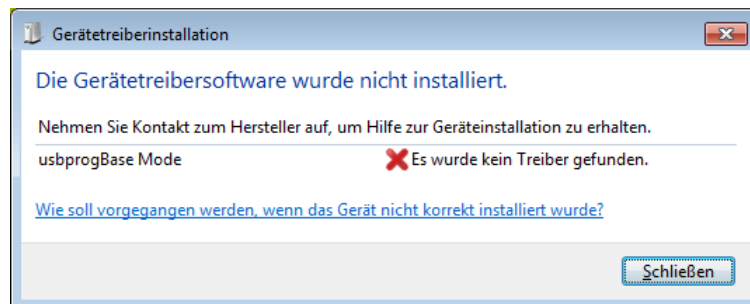 Gerätetreiberinstallation
Die Gerätetreibersoftware wurde nicht installiert.
Nehmen Sie Kontakt zum Hersteller auf, um Hilfe zur Geräteinstallation zu erhalten.
usbprogBase Mode Es wurde kein Treiber gefunden.
Wie soll vorgegangen werden, wenn das Gerät nicht korrekt installiert wurde?
Schließen